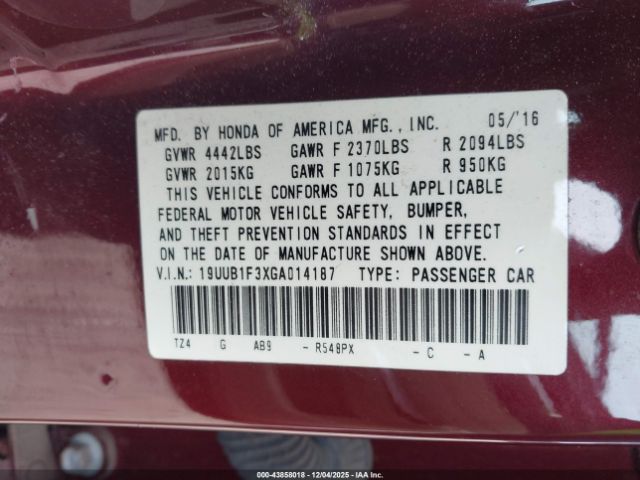 MFD. BY HONDA OF AMERICA MFG., INC. 05/'16
GVWR 4442LBS GAWR F 2370LBS R 2094LBS
GVWR 2015KG GAWR F 1075KG R 950KG
THIS VEHICLE CONFORMS TO ALL APPLICABLE
FEDERAL MOTOR VEHICLE SAFETY, BUMPER,
AND THEFT PREVENTION STANDARDS IN EFFECT
ON THE DATE OF MANUFACTURE SHOWN ABOVE.
V.I.N.: 19UUB1F3XGA014187 TYPE: PASSENGER CAR
TZ4 G AB9 - R548PX - C - A
© IAA 000-43858018 - 12/04/2025 - IAAI.COM